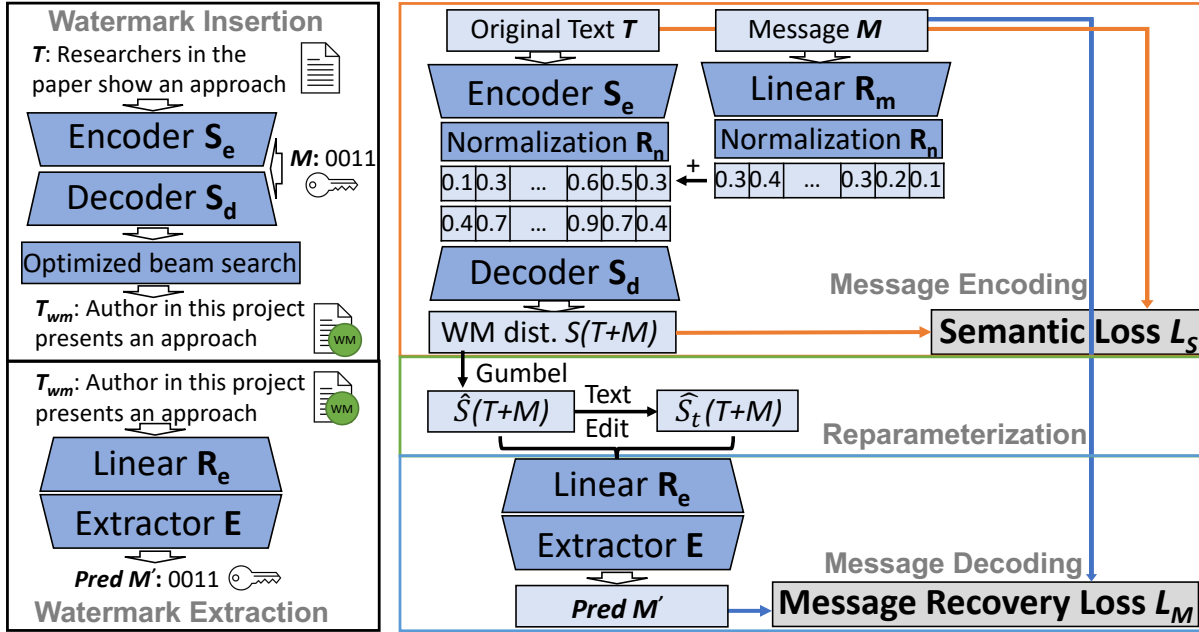 Watermark Insertion
T: Researchers in the
paper show an approach
Encoder Se
M: 0011
Decoder Sd
Optimized beam search
Twm: Author in this project
presents an approach
WM
Twm: Author in this project
presents an approach
WM
Linear Re
Extractor E
Pred M′: 0011
Watermark Extraction
Original Text T
Message M
Encoder Se
Linear Rm
Normalization Rn
Normalization Rn
0.1 0.3 ... 0.6 0.5 0.3
+
0.3 0.4 ... 0.3 0.2 0.1
0.4 0.7 ... 0.9 0.7 0.4
Decoder Sd
Message Encoding
WM dist. S(T+M)
Semantic Loss LS
Gumbel
Ŝ(T+M)
Text
Edit
Ŝt(T+M)
Reparameterization
Linear Re
Extractor E
Message Decoding
Pred M′
Message Recovery Loss LM